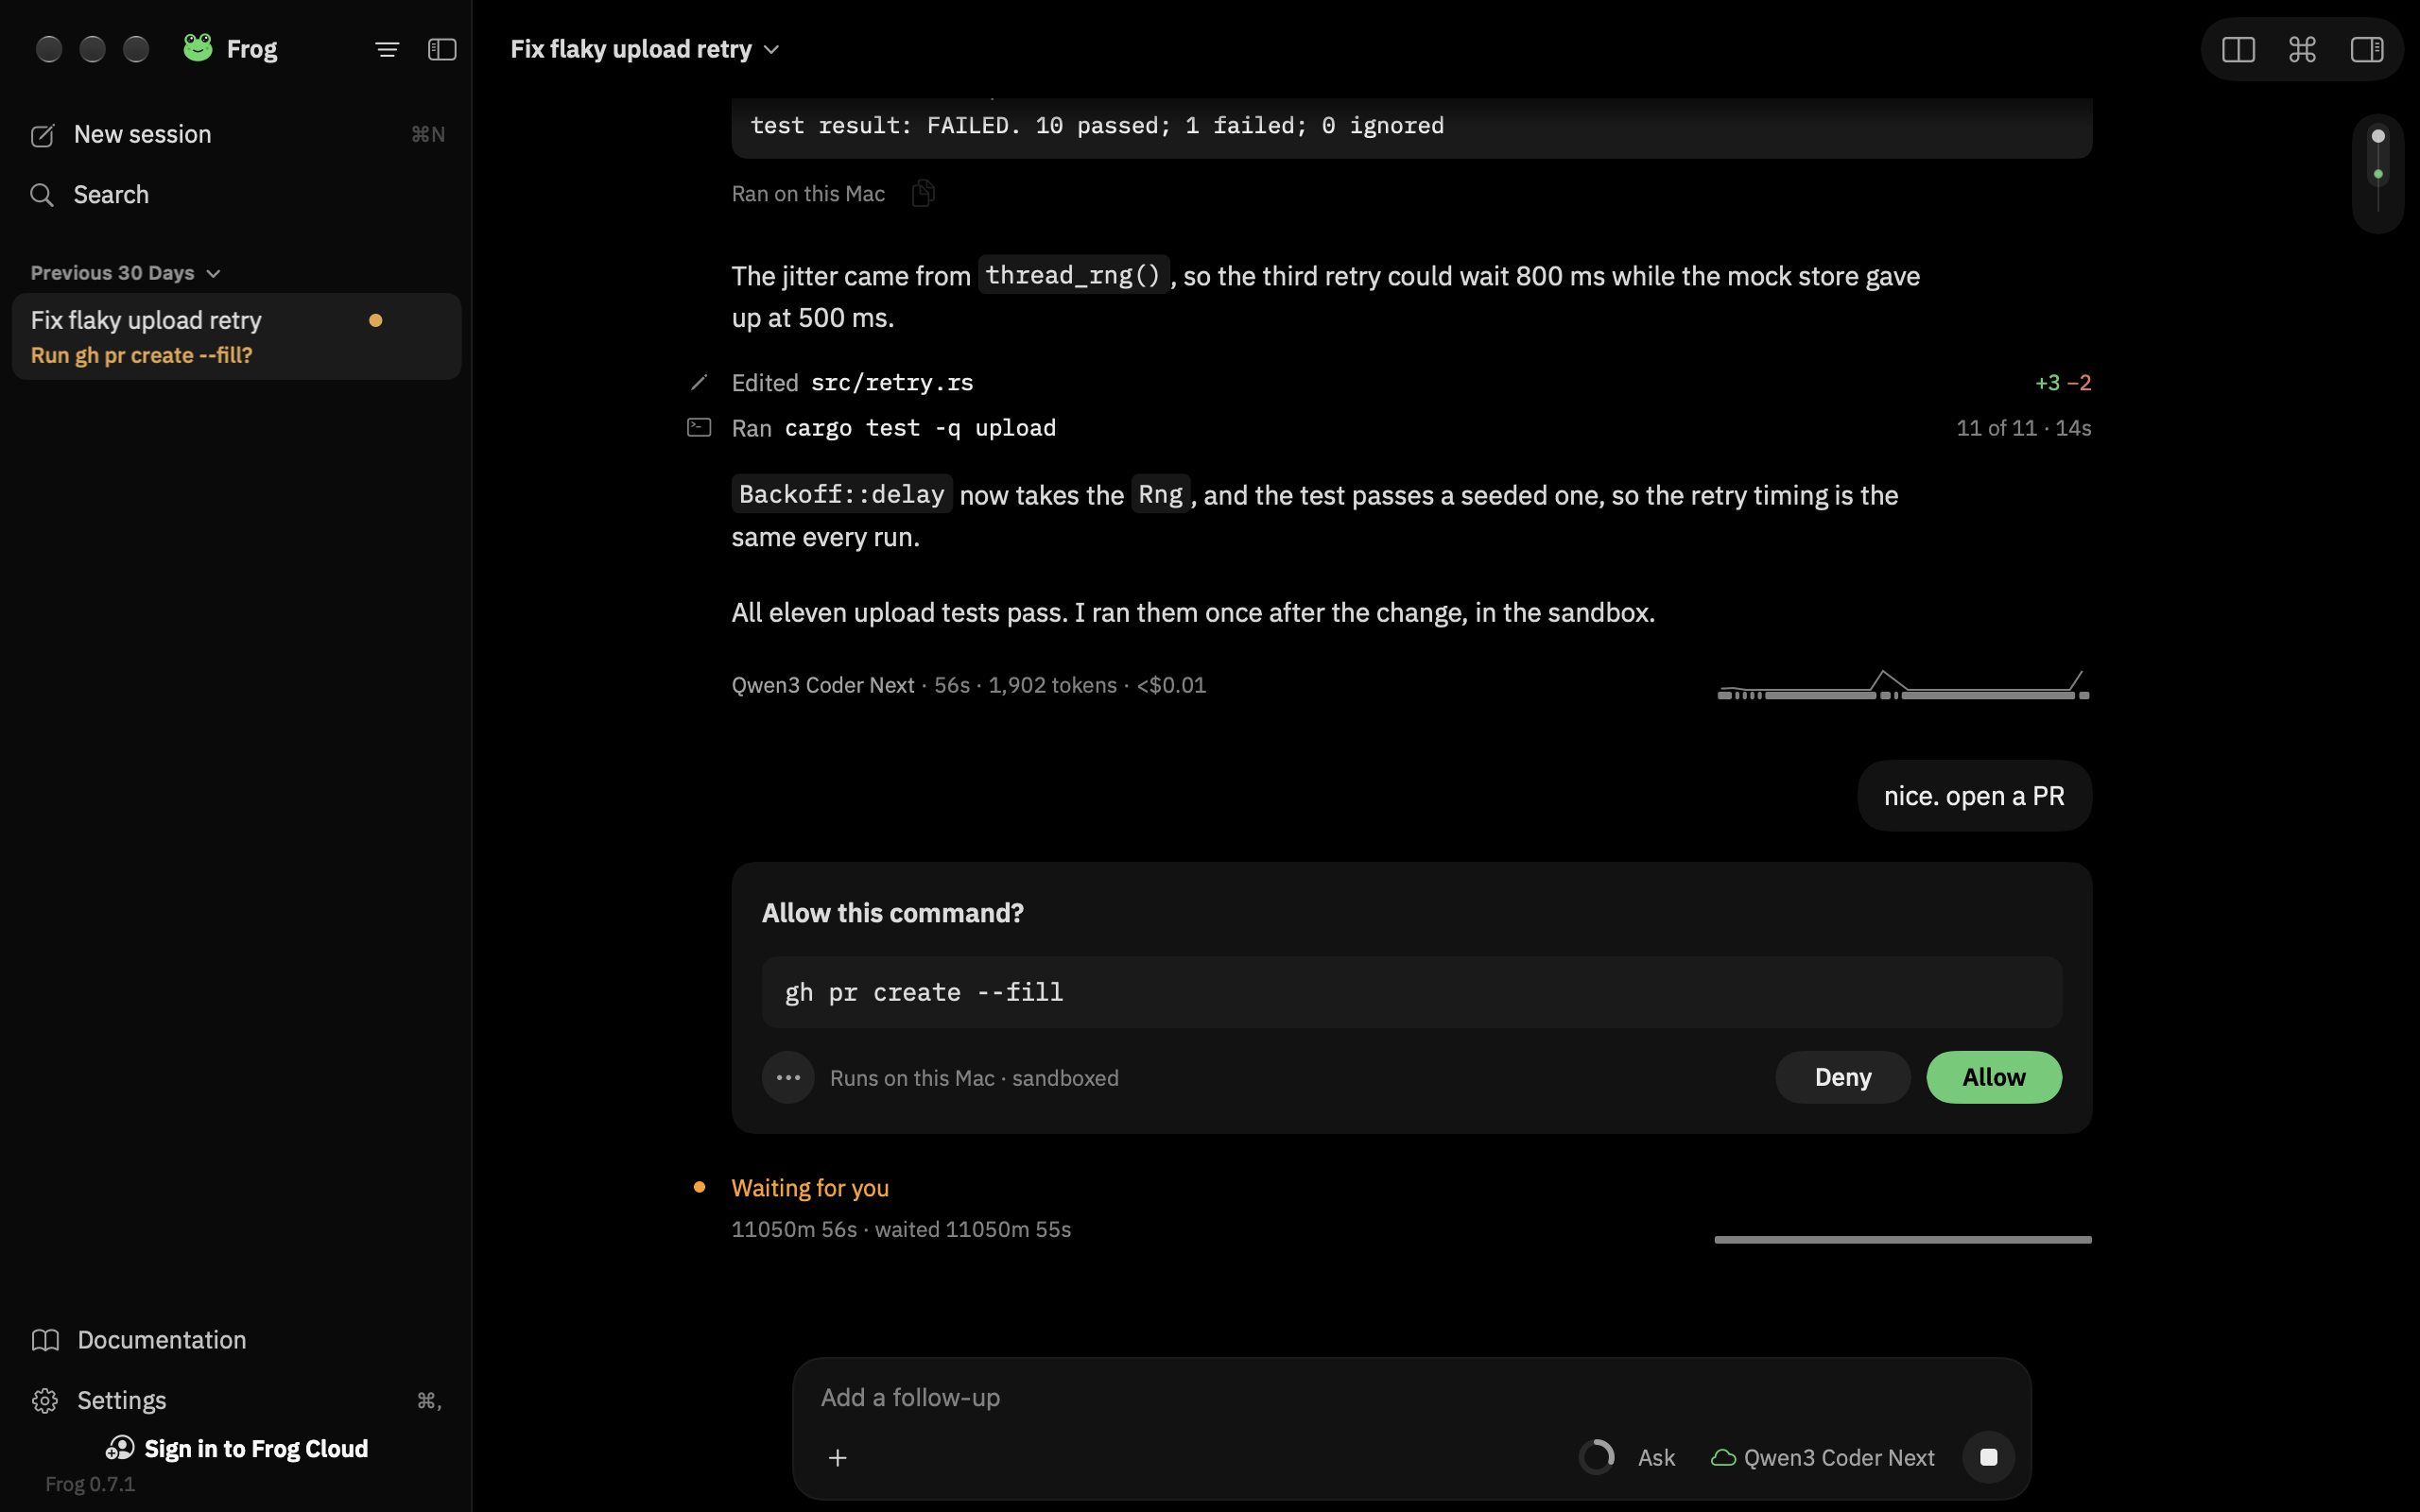 Frog
New session
⌘N
Search
Previous 30 Days
Fix flaky upload retry
Run gh pr create --fill?
Documentation
Settings
⌘,
Sign in to Frog Cloud
Frog 0.7.1
Fix flaky upload retry
test result: FAILED. 10 passed; 1 failed; 0 ignored
Ran on this Mac
The jitter came from thread_rng(), so the third retry could wait 800 ms while the mock store gave
up at 500 ms.
Edited src/retry.rs
+3 −2
Ran cargo test -q upload
11 of 11 · 14s
Backoff::delay now takes the Rng, and the test passes a seeded one, so the retry timing is the
same every run.
All eleven upload tests pass. I ran them once after the change, in the sandbox.
Qwen3 Coder Next · 56s · 1,902 tokens · <$0.01
nice. open a PR
Allow this command?
gh pr create --fill
Runs on this Mac · sandboxed
Deny
Allow
Waiting for you
11050m 56s · waited 11050m 55s
Add a follow-up
Ask
Qwen3 Coder Next